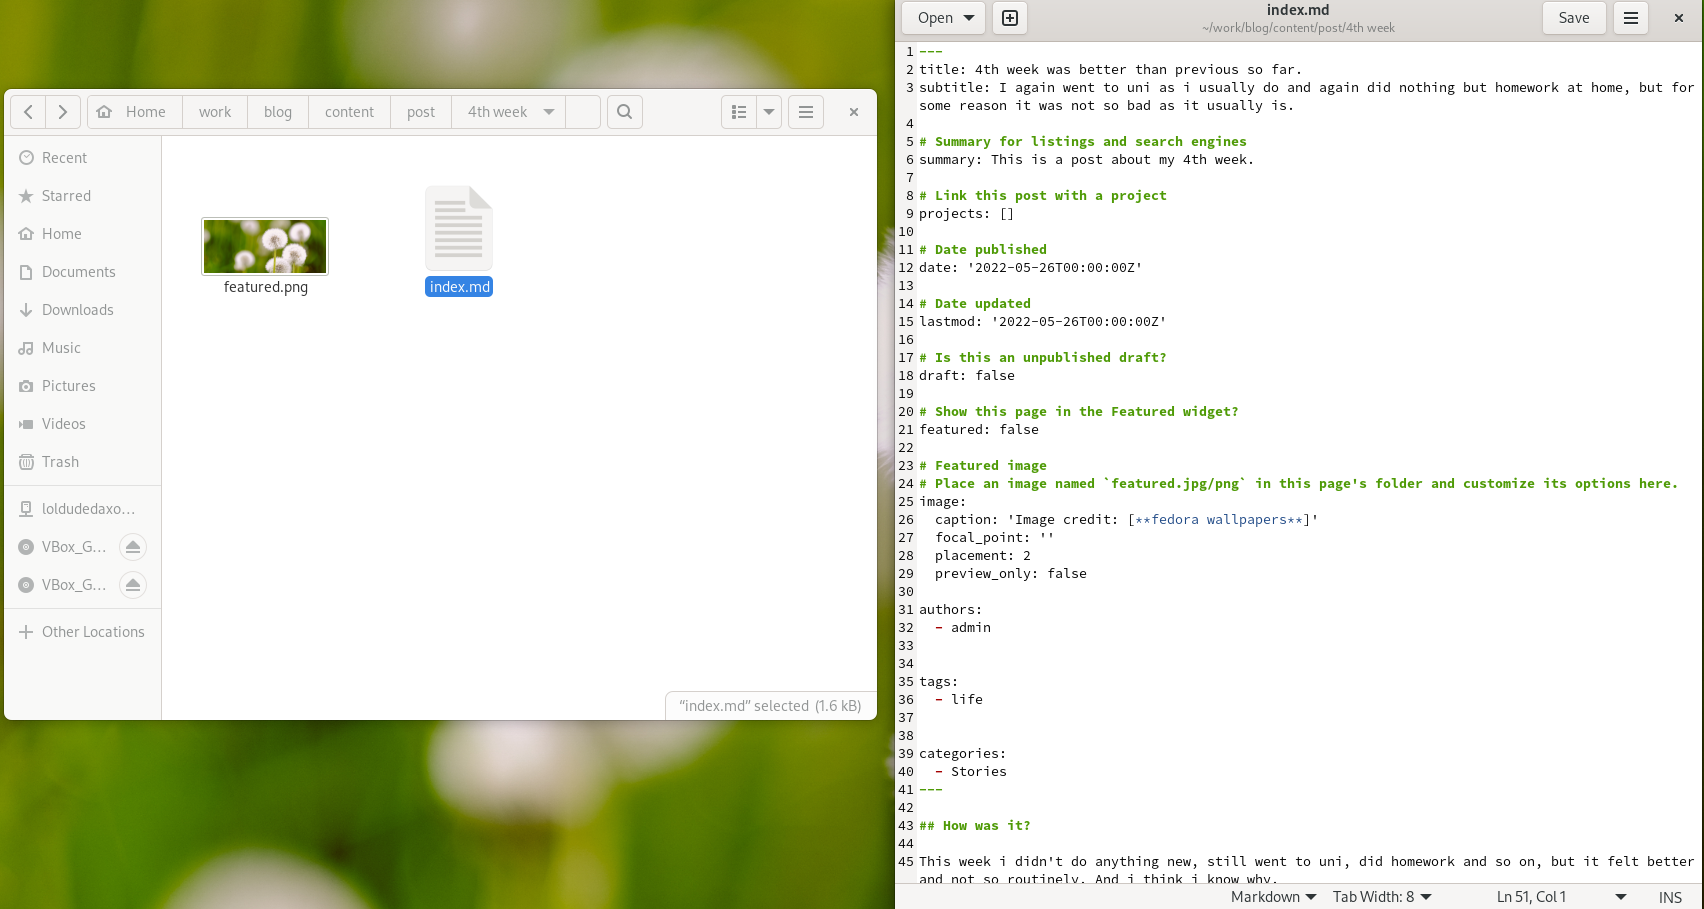 Home work blog content post 4th week
Recent
Starred
Home
Documents
Downloads
Music
Pictures
Videos
Trash
loldudedaxo...
VBox_G...
VBox_G...
Other Locations
featured.png
index.md
“index.md” selected (1.6 kB)
Open
index.md
~/work/blog/content/post/4th week
Save
1 ---
2 title: 4th week was better than previous so far.
3 subtitle: I again went to uni as i usually do and again did nothing but homework at home, but for
some reason it was not so bad as it usually is.
4
5 # Summary for listings and search engines
6 summary: This is a post about my 4th week.
7
8 # Link this post with a project
9 projects: []
10
11 # Date published
12 date: '2022-05-26T00:00:00Z'
13
14 # Date updated
15 lastmod: '2022-05-26T00:00:00Z'
16
17 # Is this an unpublished draft?
18 draft: false
19
20 # Show this page in the Featured widget?
21 featured: false
22
23 # Featured image
24 # Place an image named `featured.jpg/png` in this page's folder and customize its options here.
25 image:
26   caption: 'Image credit: [**fedora wallpapers**]'
27   focal_point: ''
28   placement: 2
29   preview_only: false
30
31 authors:
32   - admin
33
34
35 tags:
36   - life
37
38
39 categories:
40   - Stories
41 ---
42
43 ## How was it?
44
45 This week i didn't do anything new, still went to uni, did homework and so on, but it felt better
and not so routinely. And i think i know why.
Markdown Tab Width: 8 Ln 51, Col 1 INS